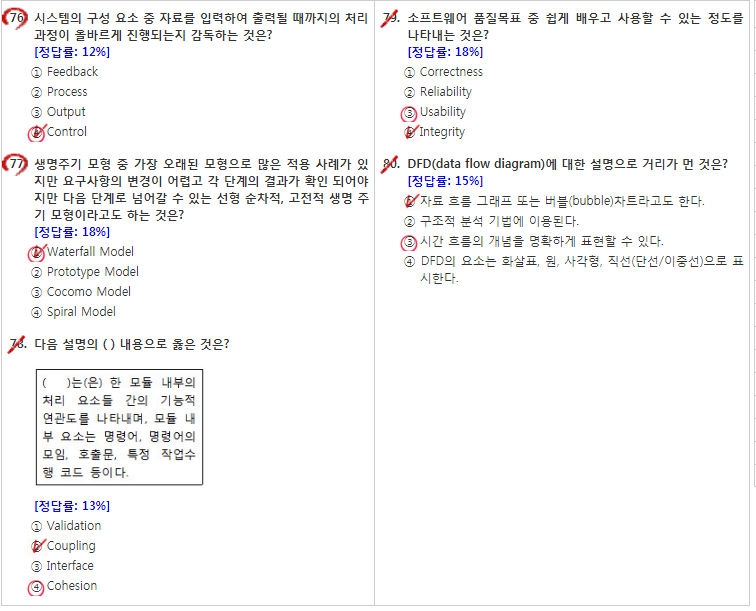 76. 시스템의 구성 요소 중 자료를 입력하여 출력될 때까지의 처리
과정이 올바르게 진행되는지 감독하는 것은?
[정답률: 12%]
① Feedback
② Process
③ Output
④ Control
77. 생명주기 모형 중 가장 오래된 모형으로 많은 적용 사례가 있
지만 요구사항의 변경이 어렵고 각 단계의 결과가 확인 되어야
지만 다음 단계로 넘어갈 수 있는 선형 순차적, 고전적 생명 주
기 모형이라고도 하는 것은?
[정답률: 18%]
① Waterfall Model
② Prototype Model
③ Cocomo Model
④ Spiral Model
78. 다음 설명의 ( ) 내용으로 옳은 것은?
( )는(은) 한 모듈 내부의
처리 요소들 간의 기능적
연관도를 나타내며, 모듈 내
부 요소는 명령어, 명령어의
모임, 호출문, 특정 작업수
행 코드 등이다.
[정답률: 13%]
① Validation
② Coupling
③ Interface
④ Cohesion
79. 소프트웨어 품질목표 중 쉽게 배우고 사용할 수 있는 정도를
나타내는 것은?
[정답률: 18%]
① Correctness
② Reliability
③ Usability
④ Integrity
80. DFD(data flow diagram)에 대한 설명으로 거리가 먼 것은?
[정답률: 15%]
① 자료 흐름 그래프 또는 버블(bubble)차트라고도 한다.
② 구조적 분석 기법에 이용된다.
③ 시간 흐름의 개념을 명확하게 표현할 수 있다.
④ DFD의 요소는 화살표, 원, 사각형, 직선(단선/이중선)으로 표
시한다.